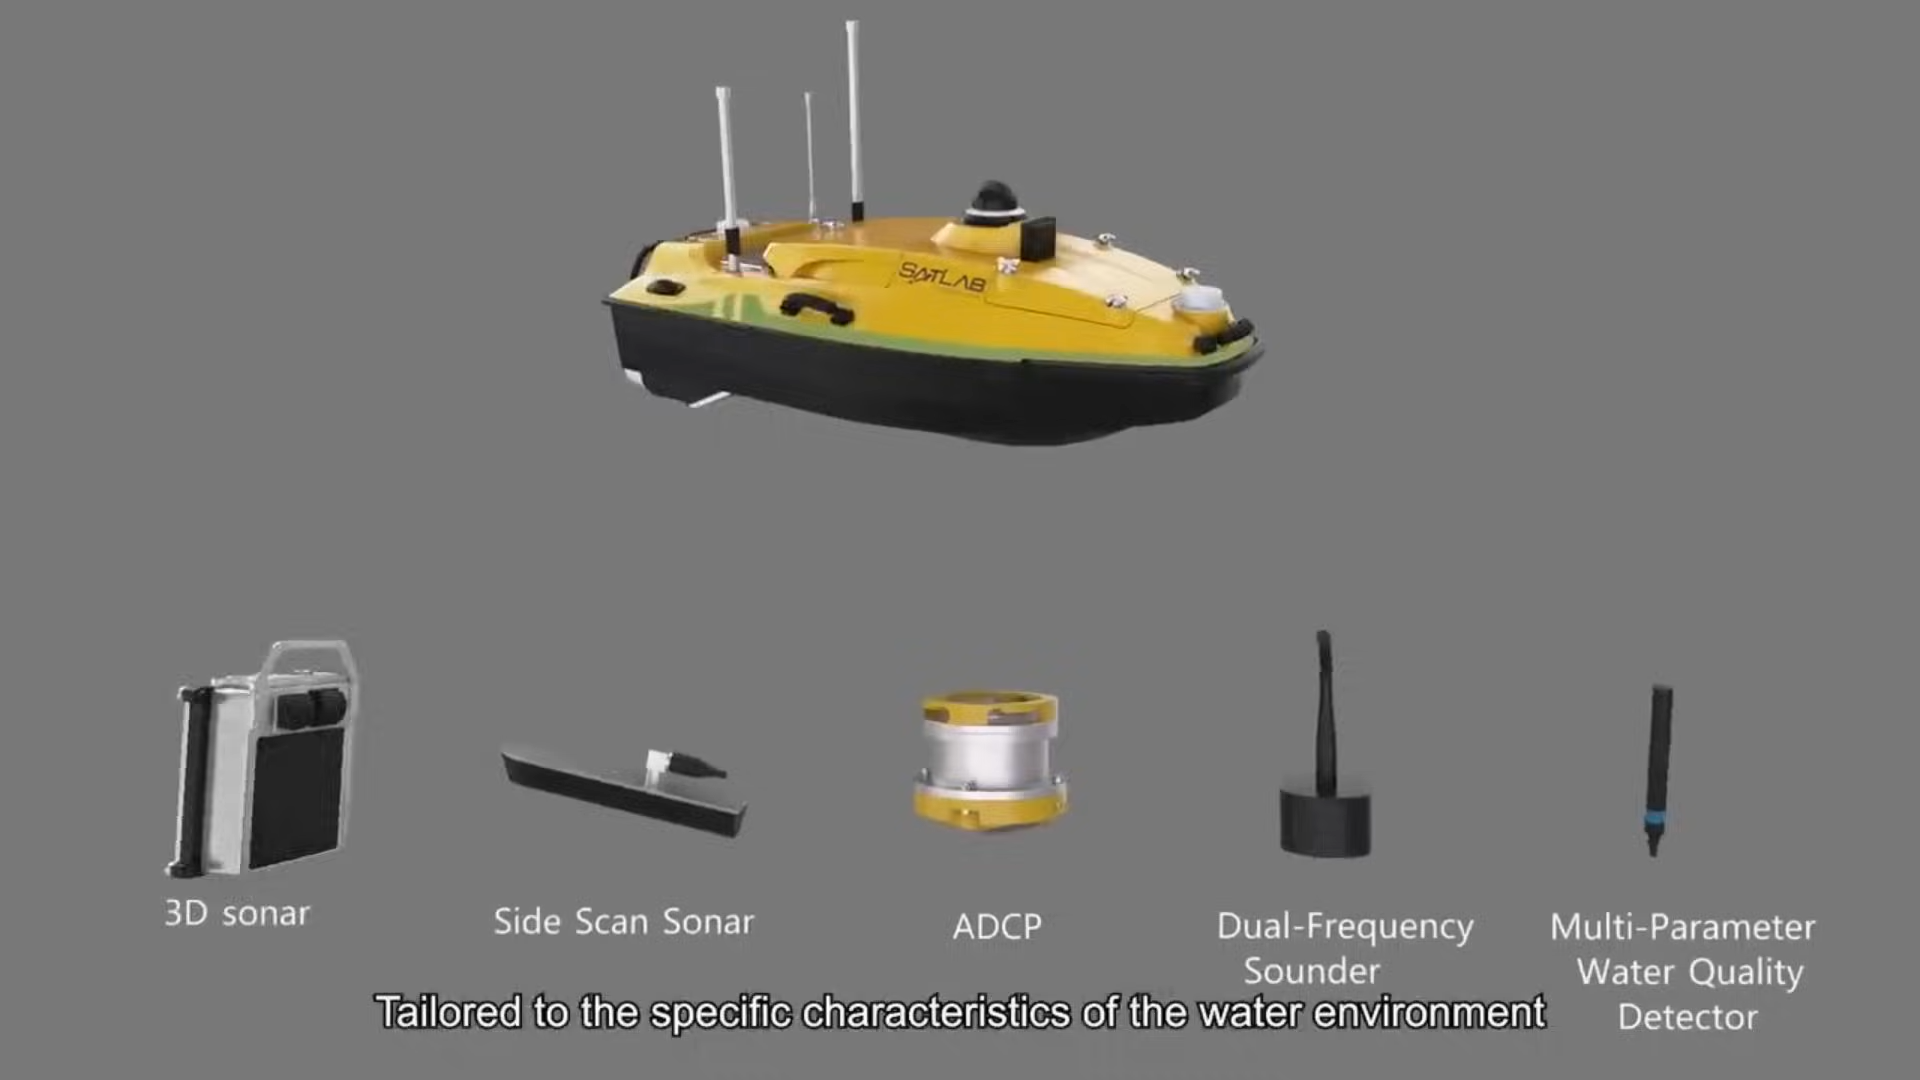 SATLAB
3D sonar
Side Scan Sonar
ADCP
Dual-Frequency
Sounder
Multi-Parameter
Water Quality
Detector
Tailored to the specific characteristics of the water environment